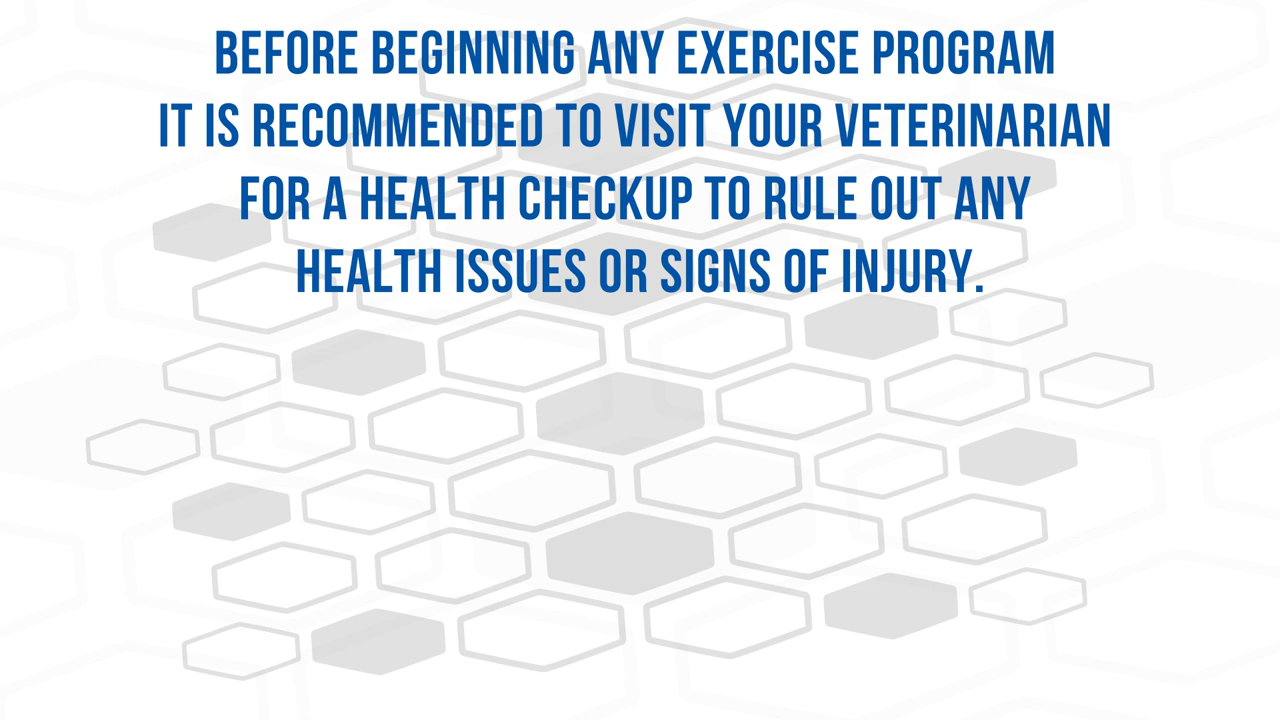 BEFORE BEGINNING ANY EXERCISE PROGRAM
IT IS RECOMMENDED TO VISIT YOUR VETERINARIAN
FOR A HEALTH CHECKUP TO RULE OUT ANY
HEALTH ISSUES OR SIGNS OF INJURY.